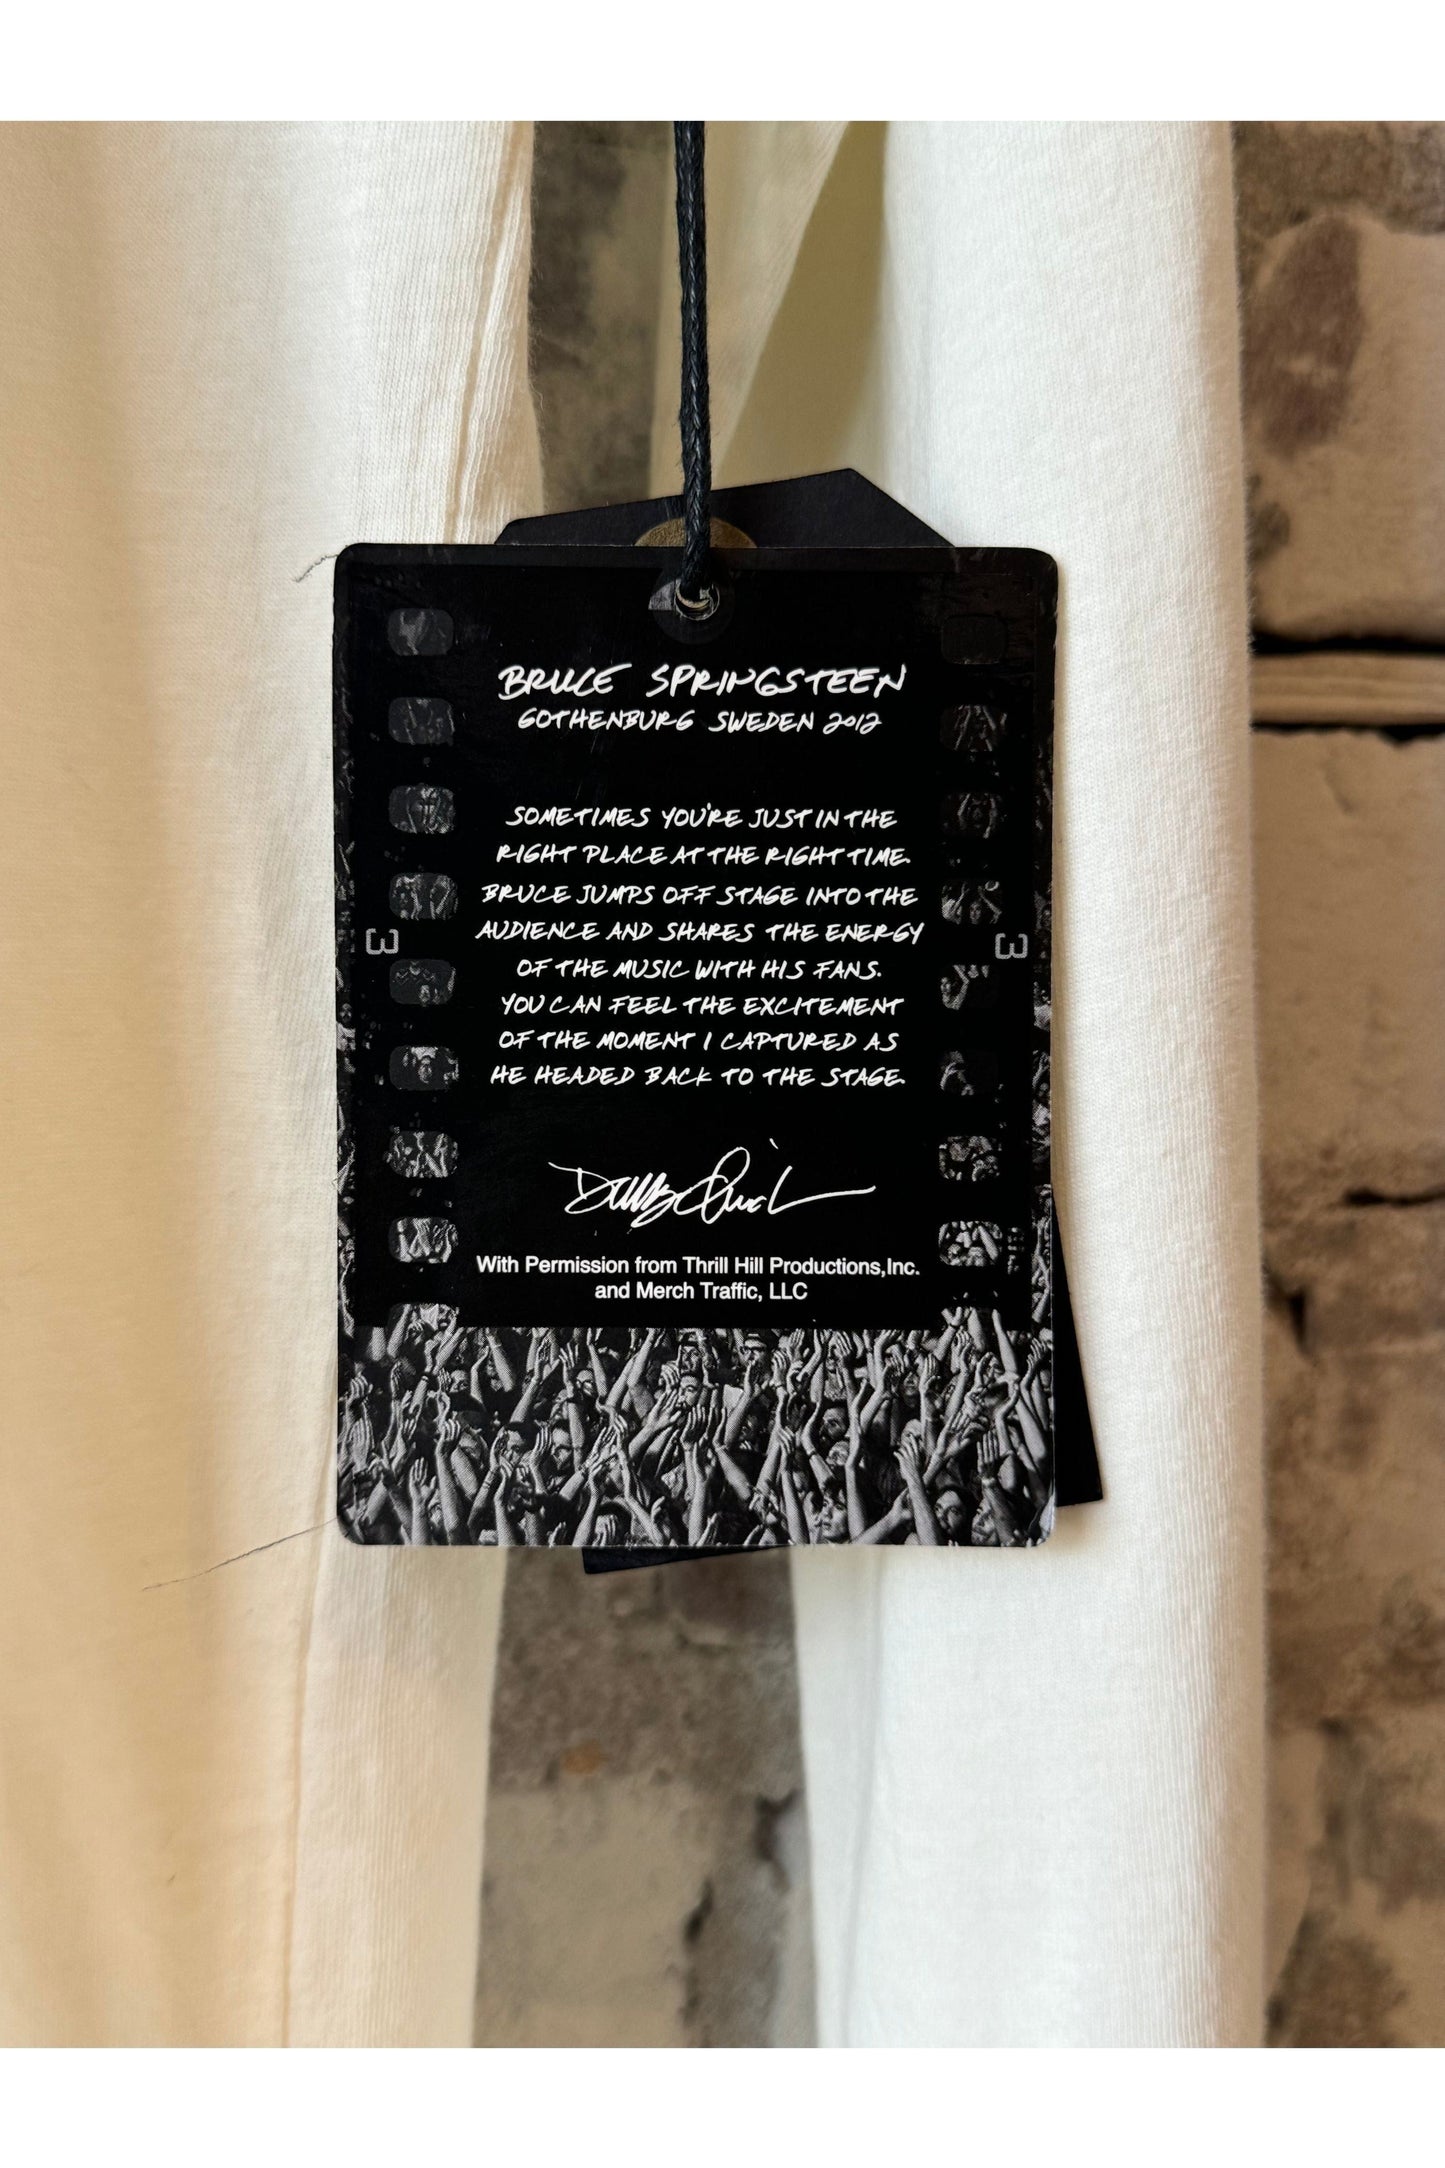 BRUCE SPRINGSTEEN
GOTHENBURG SWEDEN 2012
SOMETIMES YOU'RE JUST IN THE
RIGHT PLACE AT THE RIGHT TIME.
BRUCE JUMPS OFF STAGE INTO THE
AUDIENCE AND SHARES THE ENERGY
OF THE MUSIC WITH HIS FANS.
YOU CAN FEEL THE EXCITEMENT
OF THE MOMENT I CAPTURED AS
HE HEADED BACK TO THE STAGE.
3
3
With Permission from Thrill Hill Productions,Inc.
and Merch Traffic, LLC